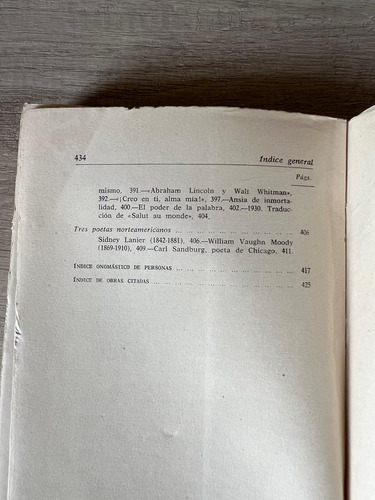 434 Indice general
Págs.
mismo, 391.—«Abraham Lincoln y Walt Whitman»,
392.—«¡Creo en ti, alma mía!», 397.—Ansia de inmorta-
lidad, 400.—El poder de la palabra, 402.—1930. Traduc-
ción de «Salut au monde», 404.
Tres poetas norteamericanos ... ... ... ... ... ... ... ... ... ... 406
Sidney Lanier (1842-1881), 406.—William Vaughn Moody
(1869-1910), 409.—Carl Sandburg, poeta de Chicago, 411.
INDICE ONOMÁSTICO DE PERSONAS ... ... ... ... ... ... ... ... ... 417
INDICE DE OBRAS CITADAS ... ... ... ... ... ... ... ... ... ... ... 425